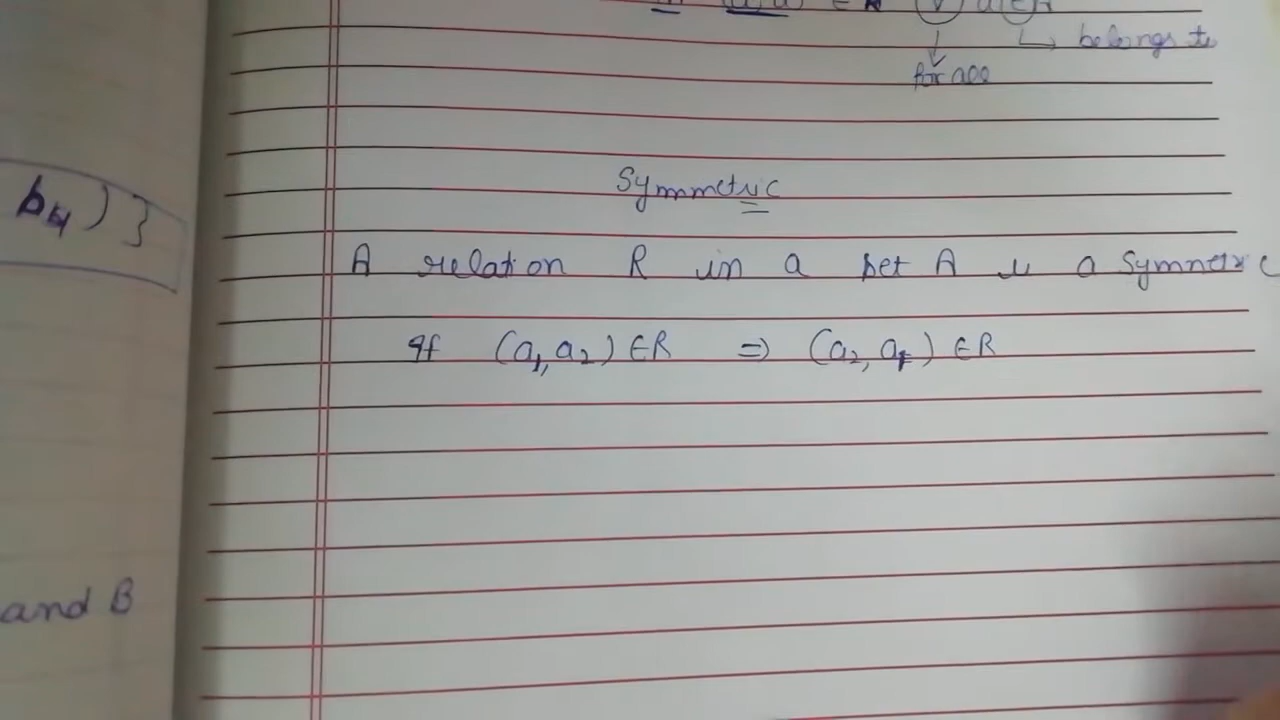 ∀ a ∈ A
↳ belongs to
for all
Symmetric
A relation R in a set A is a Symmetric
If (a₁, a₂) ∈ R ⇒ (a₂, a₁) ∈ R
b₄ ) }
and B